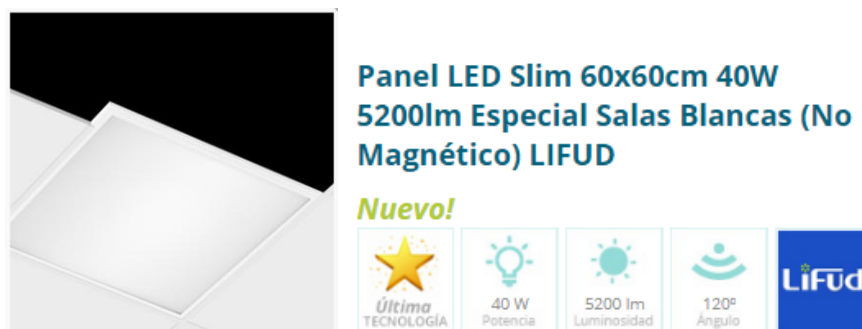 Panel LED Slim 60x60cm 40W
5200lm Especial Salas Blancas (No
Magnético) LIFUD
Nuevo!
Última
TECNOLOGÍA
40 W
Potencia
5200 lm
Luminosidad
120º
Ángulo
LiFud